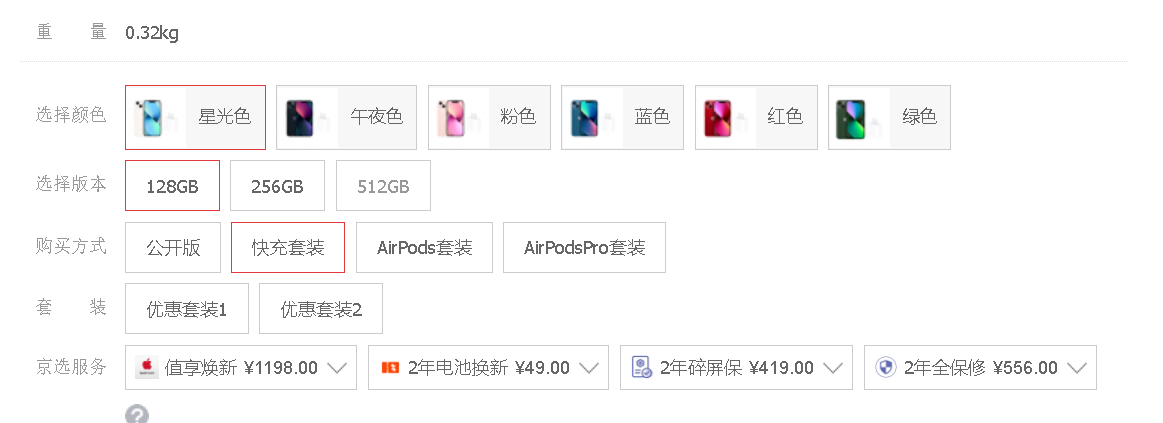 重 量 0.32kg
选择颜色 星光色 午夜色 粉色 蓝色 红色 绿色
选择版本 128GB 256GB 512GB
购买方式 公开版 快充套装 AirPods套装 AirPodsPro套装
套 装 优惠套装1 优惠套装2
京选服务 值享焕新 ¥1198.00 2年电池换新 ¥49.00 2年碎屏保 ¥419.00 2年全保修 ¥556.00
?